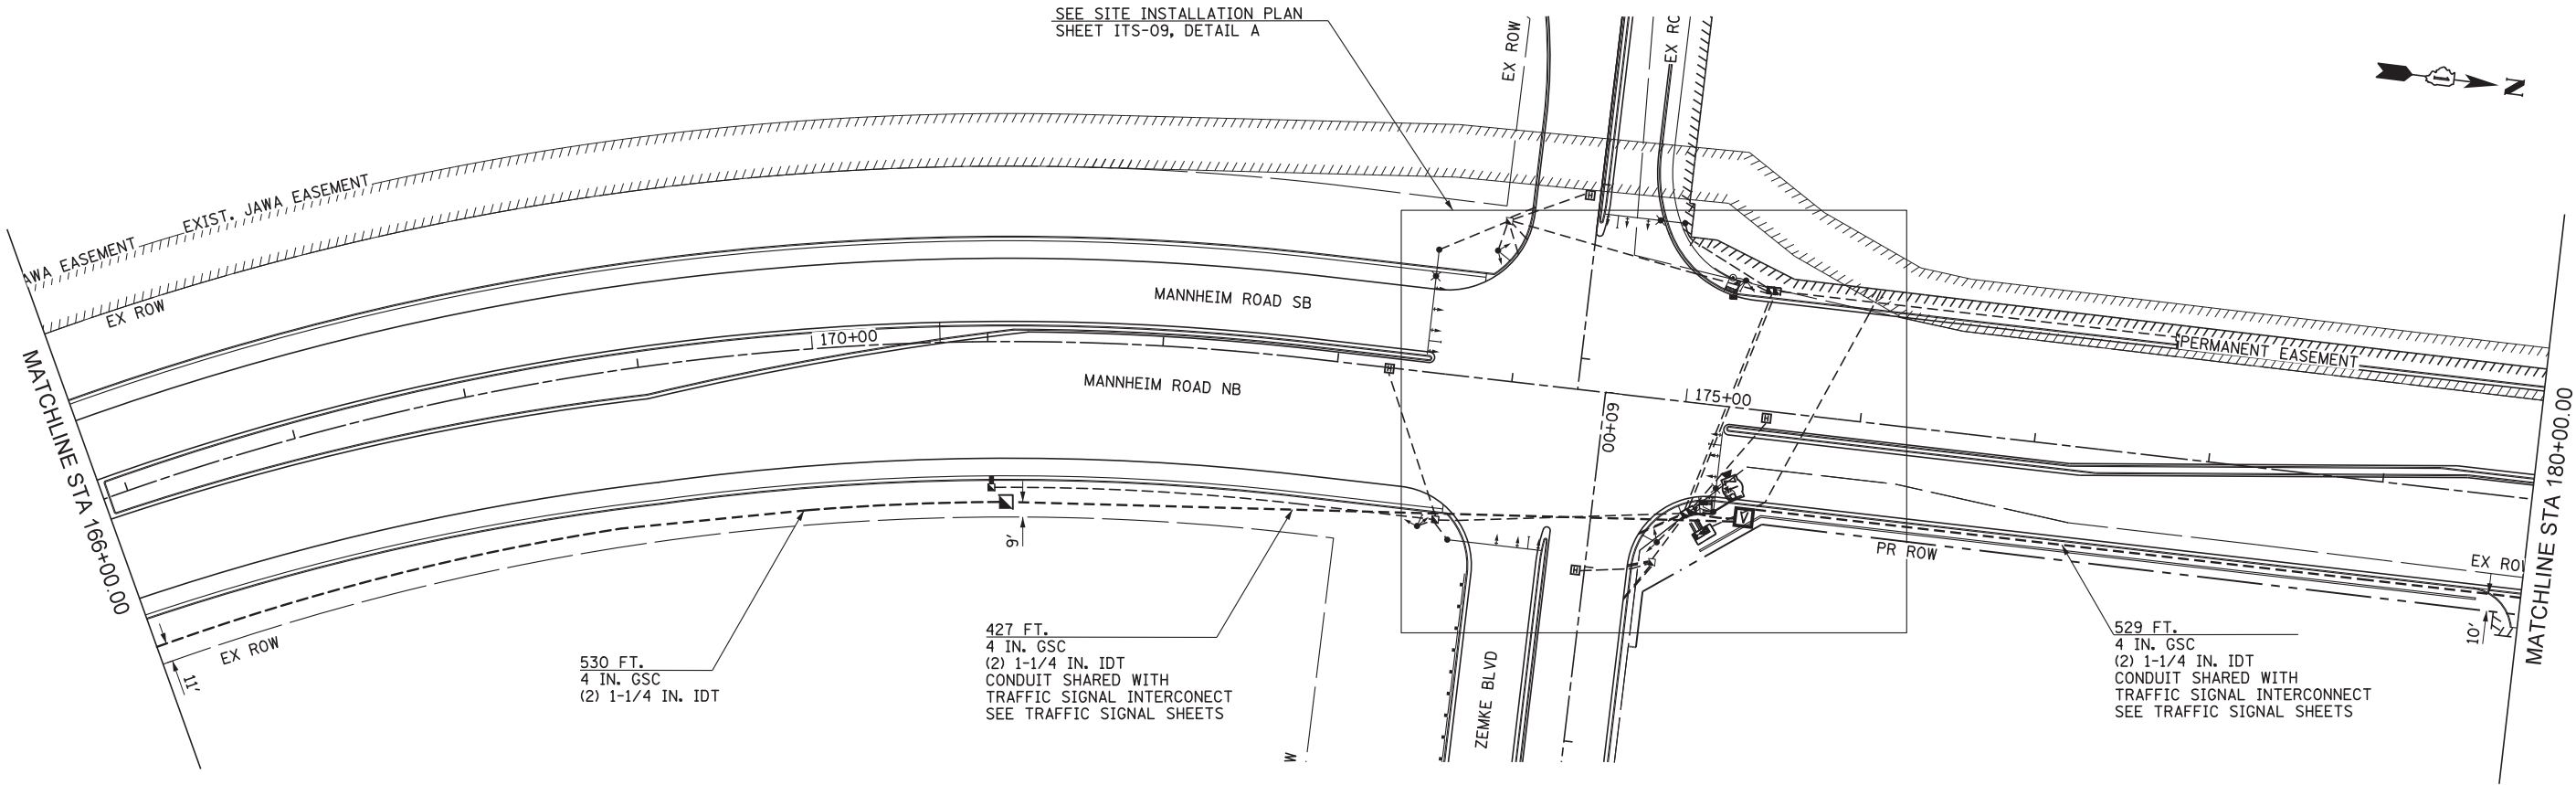 SEE SITE INSTALLATION PLAN
SHEET ITS-09, DETAIL A
EX ROW
EX RO
N
AWA EASEMENT
EXIST. JAWA EASEMENT
EX ROW
MANNHEIM ROAD SB
170+00
MANNHEIM ROAD NB
175+00
60+00
PERMANENT EASEMENT
MATCHLINE STA 166+00.00
MATCHLINE STA 180+00.00
9'
11'
10'
EX ROW
PR ROW
EX RO
V
H
H
H
H
530 FT.
4 IN. GSC
(2) 1-1/4 IN. IDT
427 FT.
4 IN. GSC
(2) 1-1/4 IN. IDT
CONDUIT SHARED WITH
TRAFFIC SIGNAL INTERCONECT
SEE TRAFFIC SIGNAL SHEETS
W
ZEMKE BLVD
529 FT.
4 IN. GSC
(2) 1-1/4 IN. IDT
CONDUIT SHARED WITH
TRAFFIC SIGNAL INTERCONNECT
SEE TRAFFIC SIGNAL SHEETS